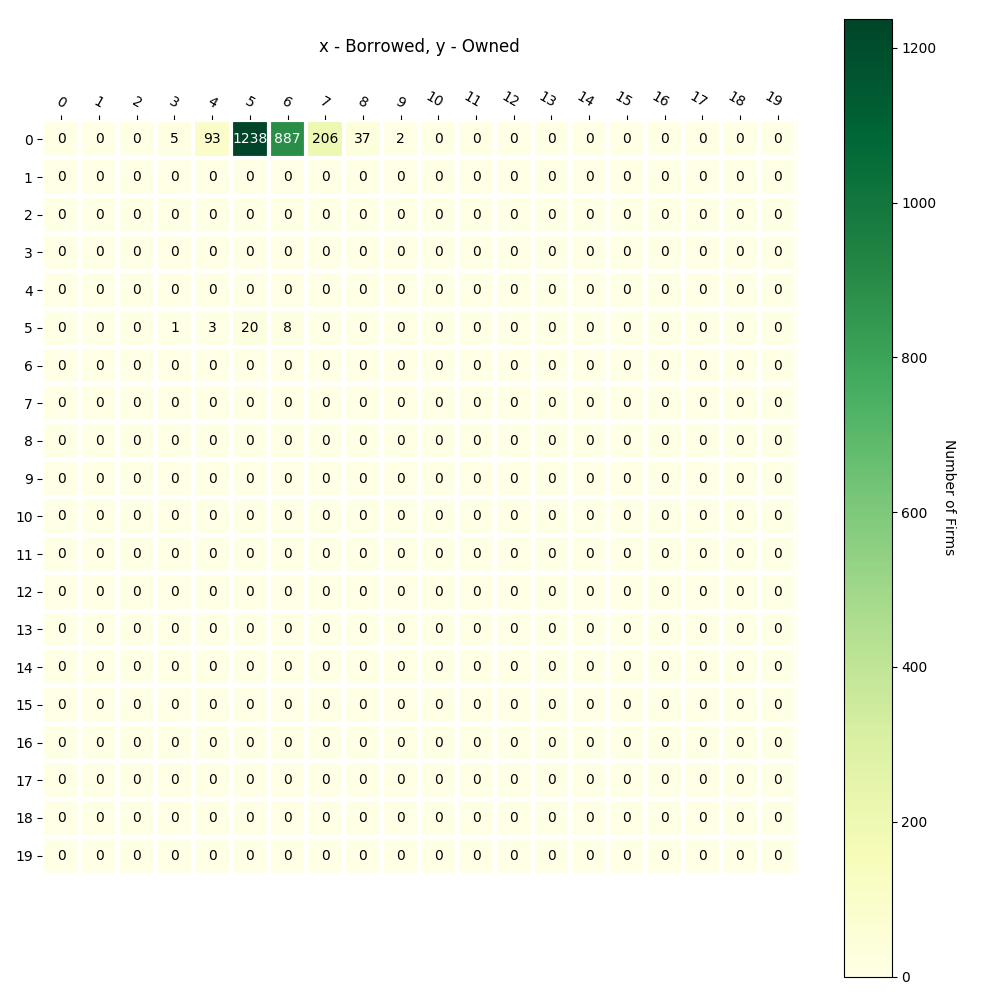 x - Borrowed, y - Owned
0 1 2 3 4 5 6 7 8 9 10 11 12 13 14 15 16 17 18 19
0 0 0 0 5 93 1238 887 206 37 2 0 0 0 0 0 0 0 0 0 0
1 0 0 0 0 0 0 0 0 0 0 0 0 0 0 0 0 0 0 0 0
2 0 0 0 0 0 0 0 0 0 0 0 0 0 0 0 0 0 0 0 0
3 0 0 0 0 0 0 0 0 0 0 0 0 0 0 0 0 0 0 0 0
4 0 0 0 0 0 0 0 0 0 0 0 0 0 0 0 0 0 0 0 0
5 0 0 0 1 3 20 8 0 0 0 0 0 0 0 0 0 0 0 0 0
6 0 0 0 0 0 0 0 0 0 0 0 0 0 0 0 0 0 0 0 0
7 0 0 0 0 0 0 0 0 0 0 0 0 0 0 0 0 0 0 0 0
8 0 0 0 0 0 0 0 0 0 0 0 0 0 0 0 0 0 0 0 0
9 0 0 0 0 0 0 0 0 0 0 0 0 0 0 0 0 0 0 0 0
10 0 0 0 0 0 0 0 0 0 0 0 0 0 0 0 0 0 0 0 0
11 0 0 0 0 0 0 0 0 0 0 0 0 0 0 0 0 0 0 0 0
12 0 0 0 0 0 0 0 0 0 0 0 0 0 0 0 0 0 0 0 0
13 0 0 0 0 0 0 0 0 0 0 0 0 0 0 0 0 0 0 0 0
14 0 0 0 0 0 0 0 0 0 0 0 0 0 0 0 0 0 0 0 0
15 0 0 0 0 0 0 0 0 0 0 0 0 0 0 0 0 0 0 0 0
16 0 0 0 0 0 0 0 0 0 0 0 0 0 0 0 0 0 0 0 0
17 0 0 0 0 0 0 0 0 0 0 0 0 0 0 0 0 0 0 0 0
18 0 0 0 0 0 0 0 0 0 0 0 0 0 0 0 0 0 0 0 0
19 0 0 0 0 0 0 0 0 0 0 0 0 0 0 0 0 0 0 0 0
1200
1000
800
600
400
200
0
Number of Firms